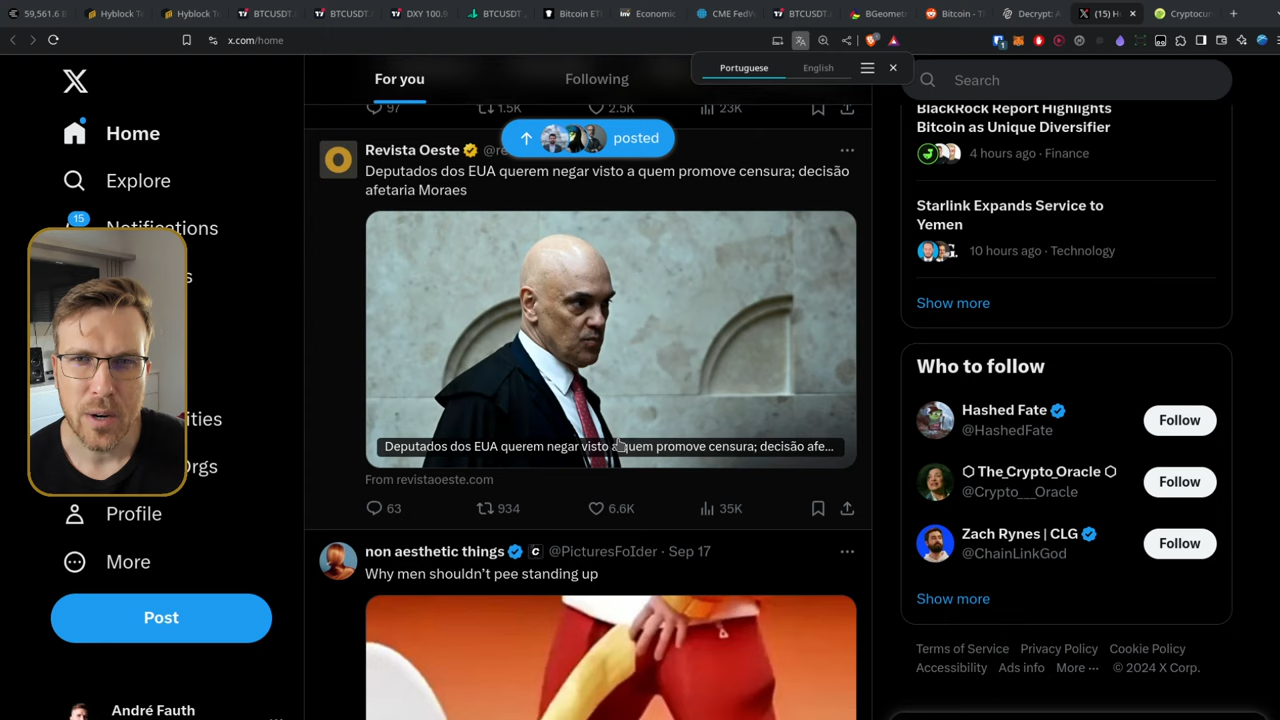 59,561.6 B
Hyblock Te
Hyblock Te
BTCUSDT.
BTCUSDT.
DXY 100.9
BTCUSDT
Bitcoin ET
Economic
CME FedW
BTCUSDT.
BGeometr
Bitcoin - Th
Decrypt: A
(15) H
Cryptocur
x.com/home
Portuguese
English
For you
Following
Search
97
1.5K
2.5K
23K
posted
Home
Explore
15
Notifications
Profile
More
Post
André Fauth
Revista Oeste
Deputados dos EUA querem negar visto a quem promove censura; decisão
afetaria Moraes
Deputados dos EUA querem negar visto a quem promove censura; decisão afe...
From revistaoeste.com
63
934
6.6K
35K
non aesthetic things @PicturesFoIder · Sep 17
Why men shouldn’t pee standing up
BlackRock Report Highlights
Bitcoin as Unique Diversifier
4 hours ago · Finance
Starlink Expands Service to
Yemen
10 hours ago · Technology
Show more
Who to follow
Hashed Fate
@HashedFate
Follow
The_Crypto_Oracle
@Crypto___Oracle
Follow
Zach Rynes | CLG
@ChainLinkGod
Follow
Show more
Terms of Service Privacy Policy Cookie Policy
Accessibility Ads info More ··· © 2024 X Corp.